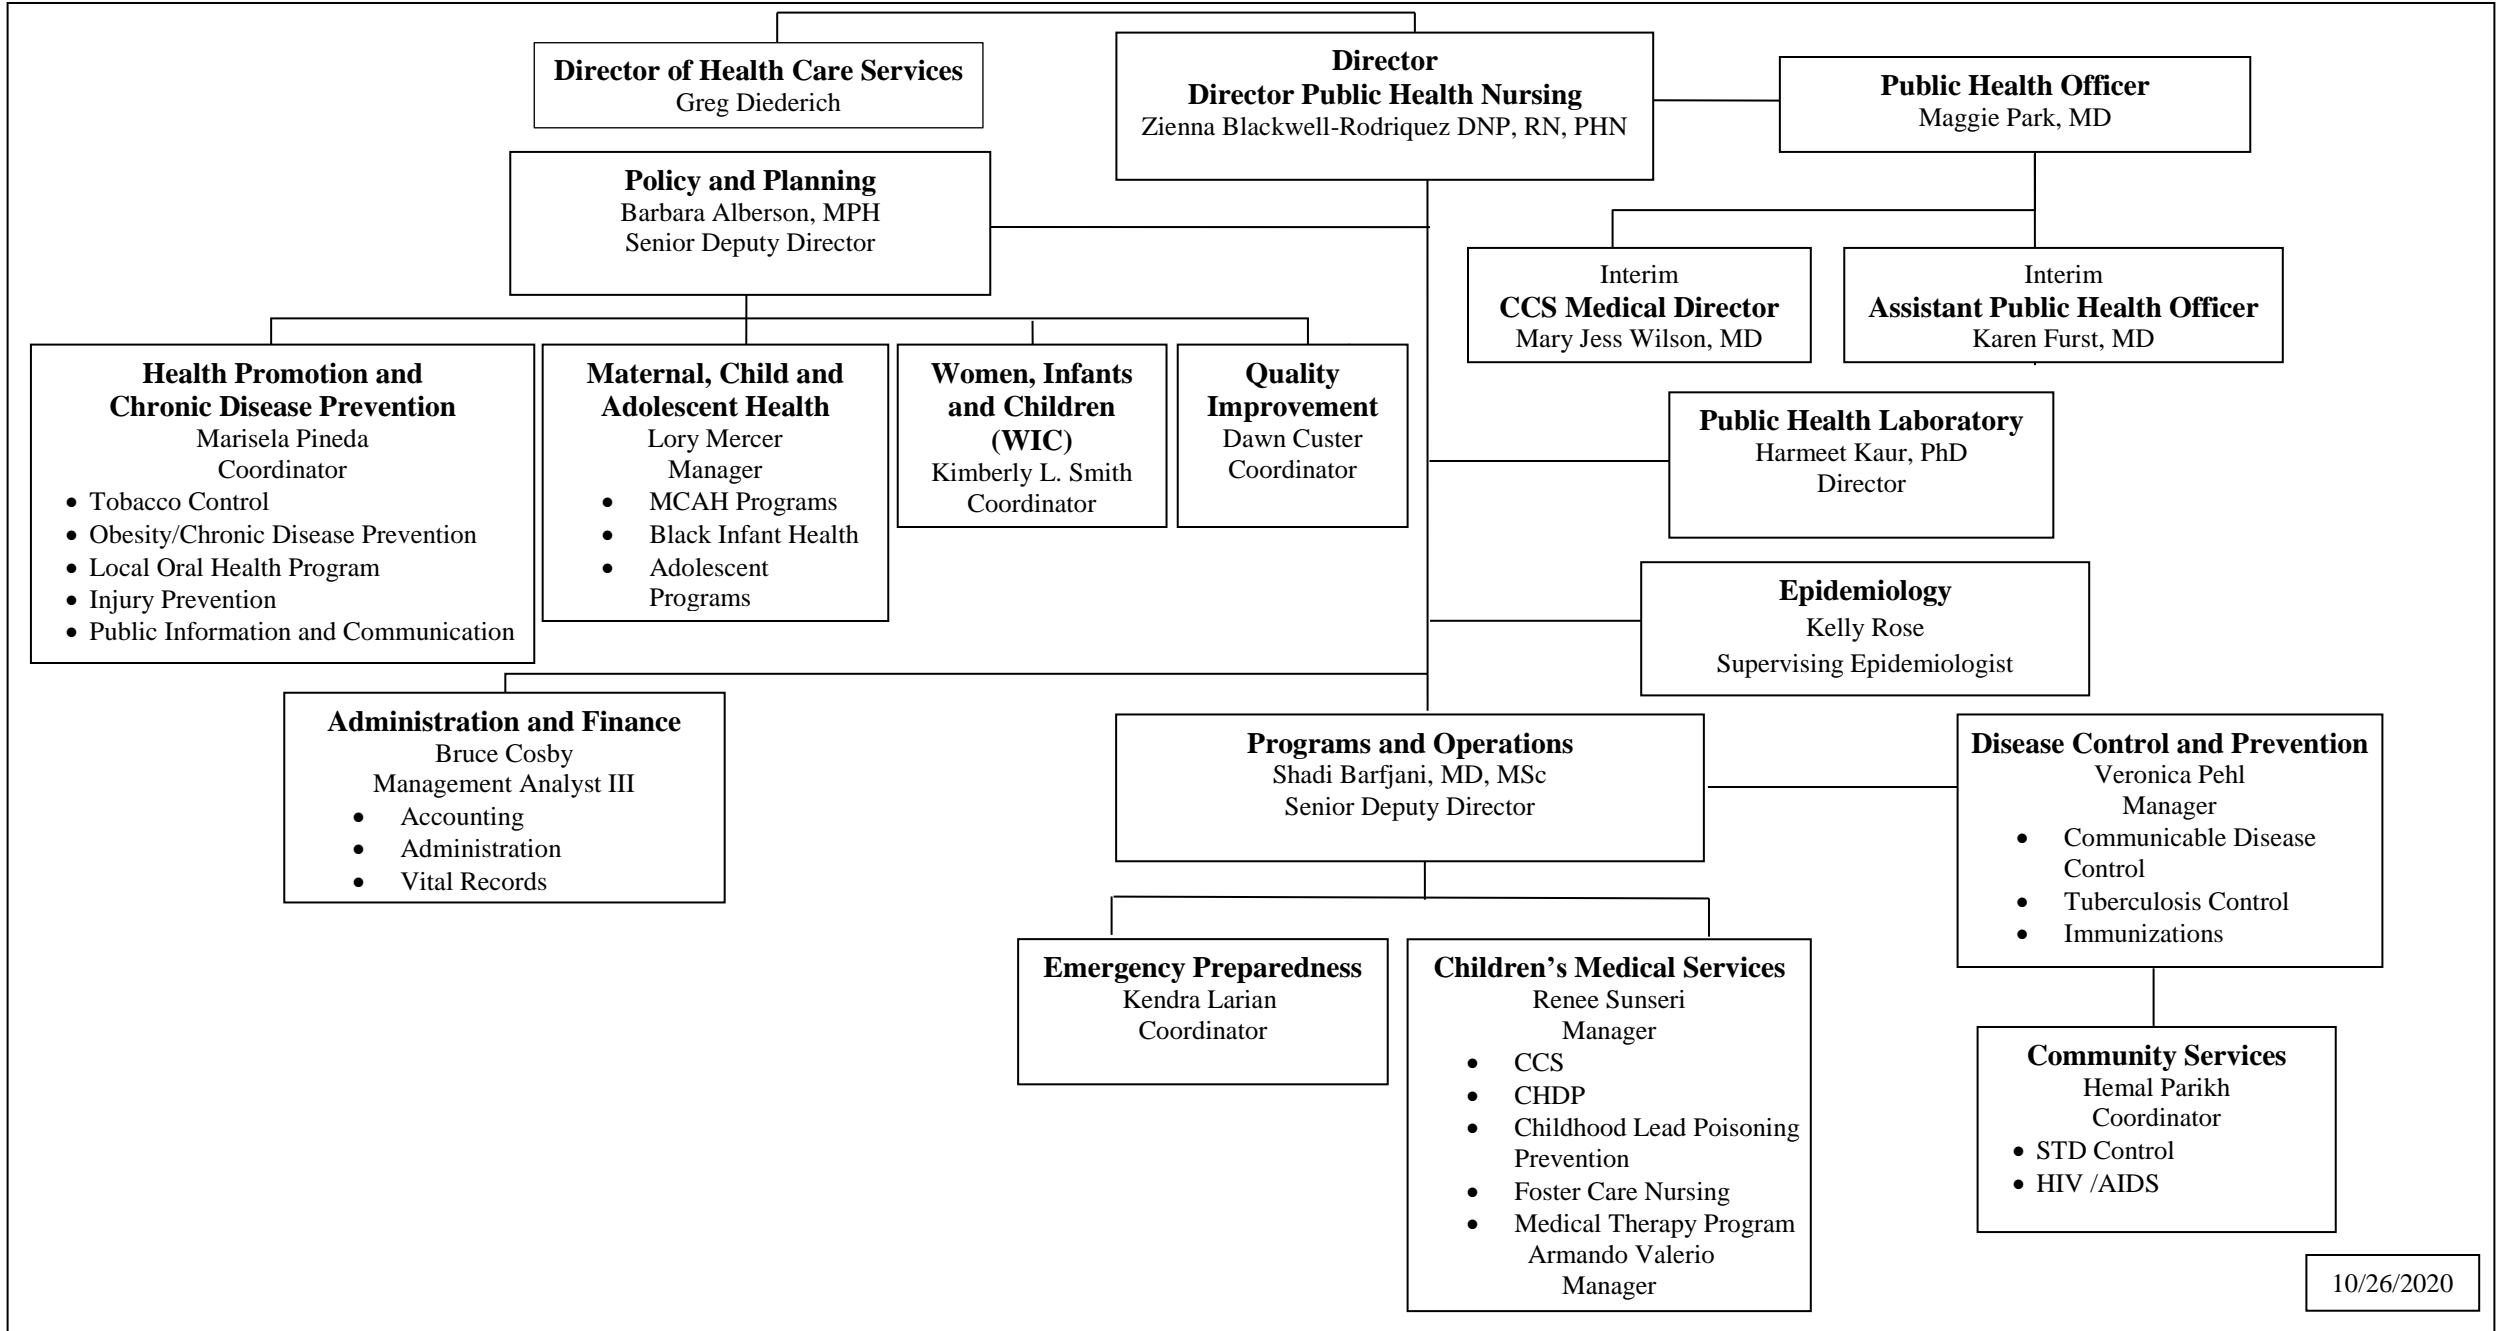 Director of Health Care Services
Greg Diederich
Director
Director Public Health Nursing
Zienna Blackwell-Rodriquez DNP, RN, PHN
Public Health Officer
Maggie Park, MD
Policy and Planning
Barbara Alberson, MPH
Senior Deputy Director
Interim
CCS Medical Director
Mary Jess Wilson, MD
Interim
Assistant Public Health Officer
Karen Furst, MD
Health Promotion and
Chronic Disease Prevention
Marisela Pineda
Coordinator
• Tobacco Control
• Obesity/Chronic Disease Prevention
• Local Oral Health Program
• Injury Prevention
• Public Information and Communication
Maternal, Child and
Adolescent Health
Lory Mercer
Manager
• MCAH Programs
• Black Infant Health
• Adolescent
Programs
Women, Infants
and Children
(WIC)
Kimberly L. Smith
Coordinator
Quality
Improvement
Dawn Custer
Coordinator
Public Health Laboratory
Harmeet Kaur, PhD
Director
Epidemiology
Kelly Rose
Supervising Epidemiologist
Administration and Finance
Bruce Cosby
Management Analyst III
• Accounting
• Administration
• Vital Records
Programs and Operations
Shadi Barfjani, MD, MSc
Senior Deputy Director
Disease Control and Prevention
Veronica Pehl
Manager
• Communicable Disease
Control
• Tuberculosis Control
• Immunizations
Emergency Preparedness
Kendra Larian
Coordinator
Children’s Medical Services
Renee Sunseri
Manager
• CCS
• CHDP
• Childhood Lead Poisoning
Prevention
• Foster Care Nursing
• Medical Therapy Program
Armando Valerio
Manager
Community Services
Hemal Parikh
Coordinator
• STD Control
• HIV /AIDS
10/26/2020